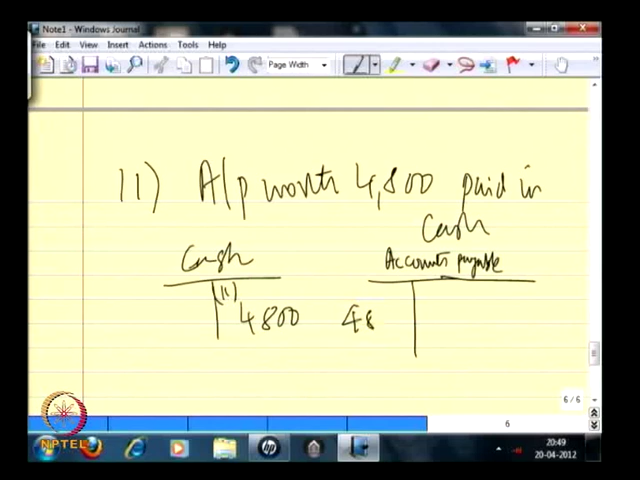 Note1 - Windows Journal
File Edit View Insert Actions Tools Help
Page Width
11) A/p worth 4,800 paid in
Cash
Cash
Accounts payable
(11)
4800
48
6/6
6
NPTEL
hp
20:49
20-04-2012